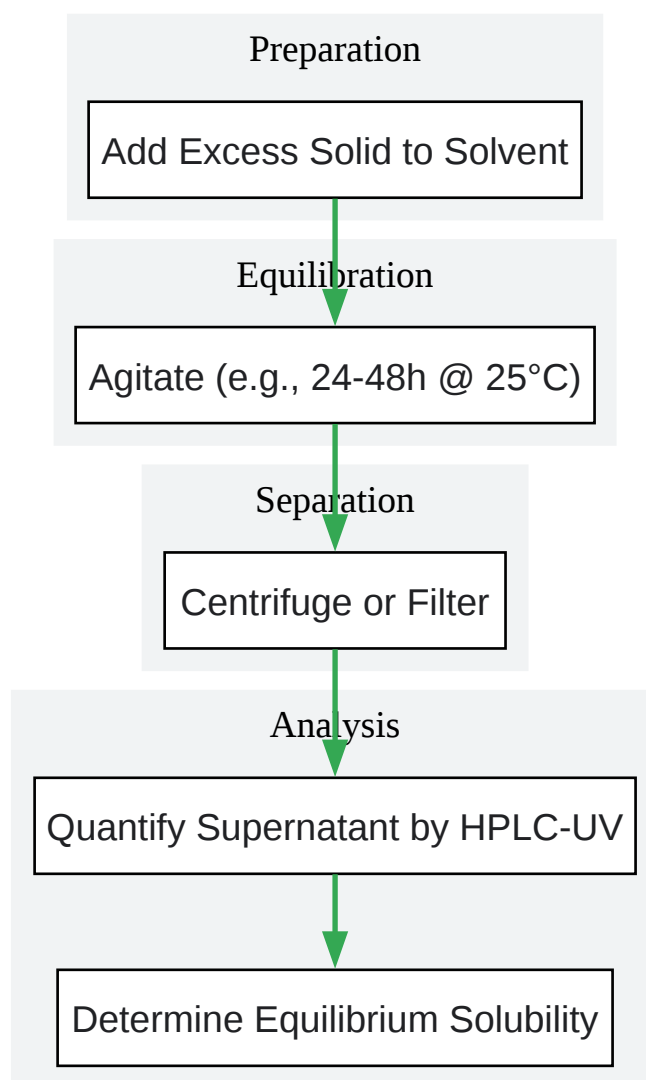 Preparation
Add Excess Solid to Solvent
Equilibration
Agitate (e.g., 24-48h @ 25°C)
Separation
Centrifuge or Filter
Analysis
Quantify Supernatant by HPLC-UV
Determine Equilibrium Solubility